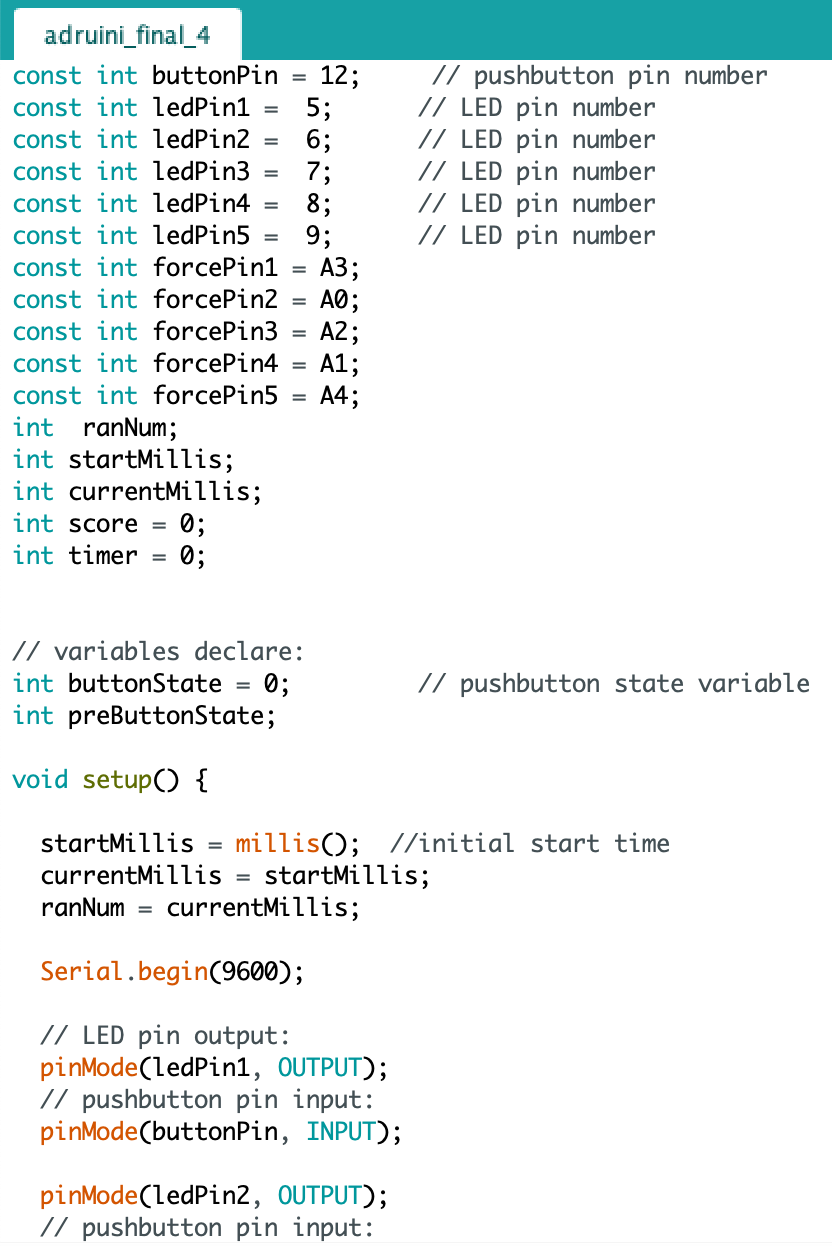 adruini_final_4
const int buttonPin = 12;     // pushbutton pin number
const int ledPin1 =  5;      // LED pin number
const int ledPin2 =  6;      // LED pin number
const int ledPin3 =  7;      // LED pin number
const int ledPin4 =  8;      // LED pin number
const int ledPin5 =  9;      // LED pin number
const int forcePin1 = A3;
const int forcePin2 = A0;
const int forcePin3 = A2;
const int forcePin4 = A1;
const int forcePin5 = A4;
int  ranNum;
int startMillis;
int currentMillis;
int score = 0;
int timer = 0;
// variables declare:
int buttonState = 0;         // pushbutton state variable
int preButtonState;
void setup() {
  startMillis = millis();  //initial start time
  currentMillis = startMillis;
  ranNum = currentMillis;
  Serial.begin(9600);
  // LED pin output:
  pinMode(ledPin1, OUTPUT);
  // pushbutton pin input:
  pinMode(buttonPin, INPUT);
  pinMode(ledPin2, OUTPUT);
  // pushbutton pin input: